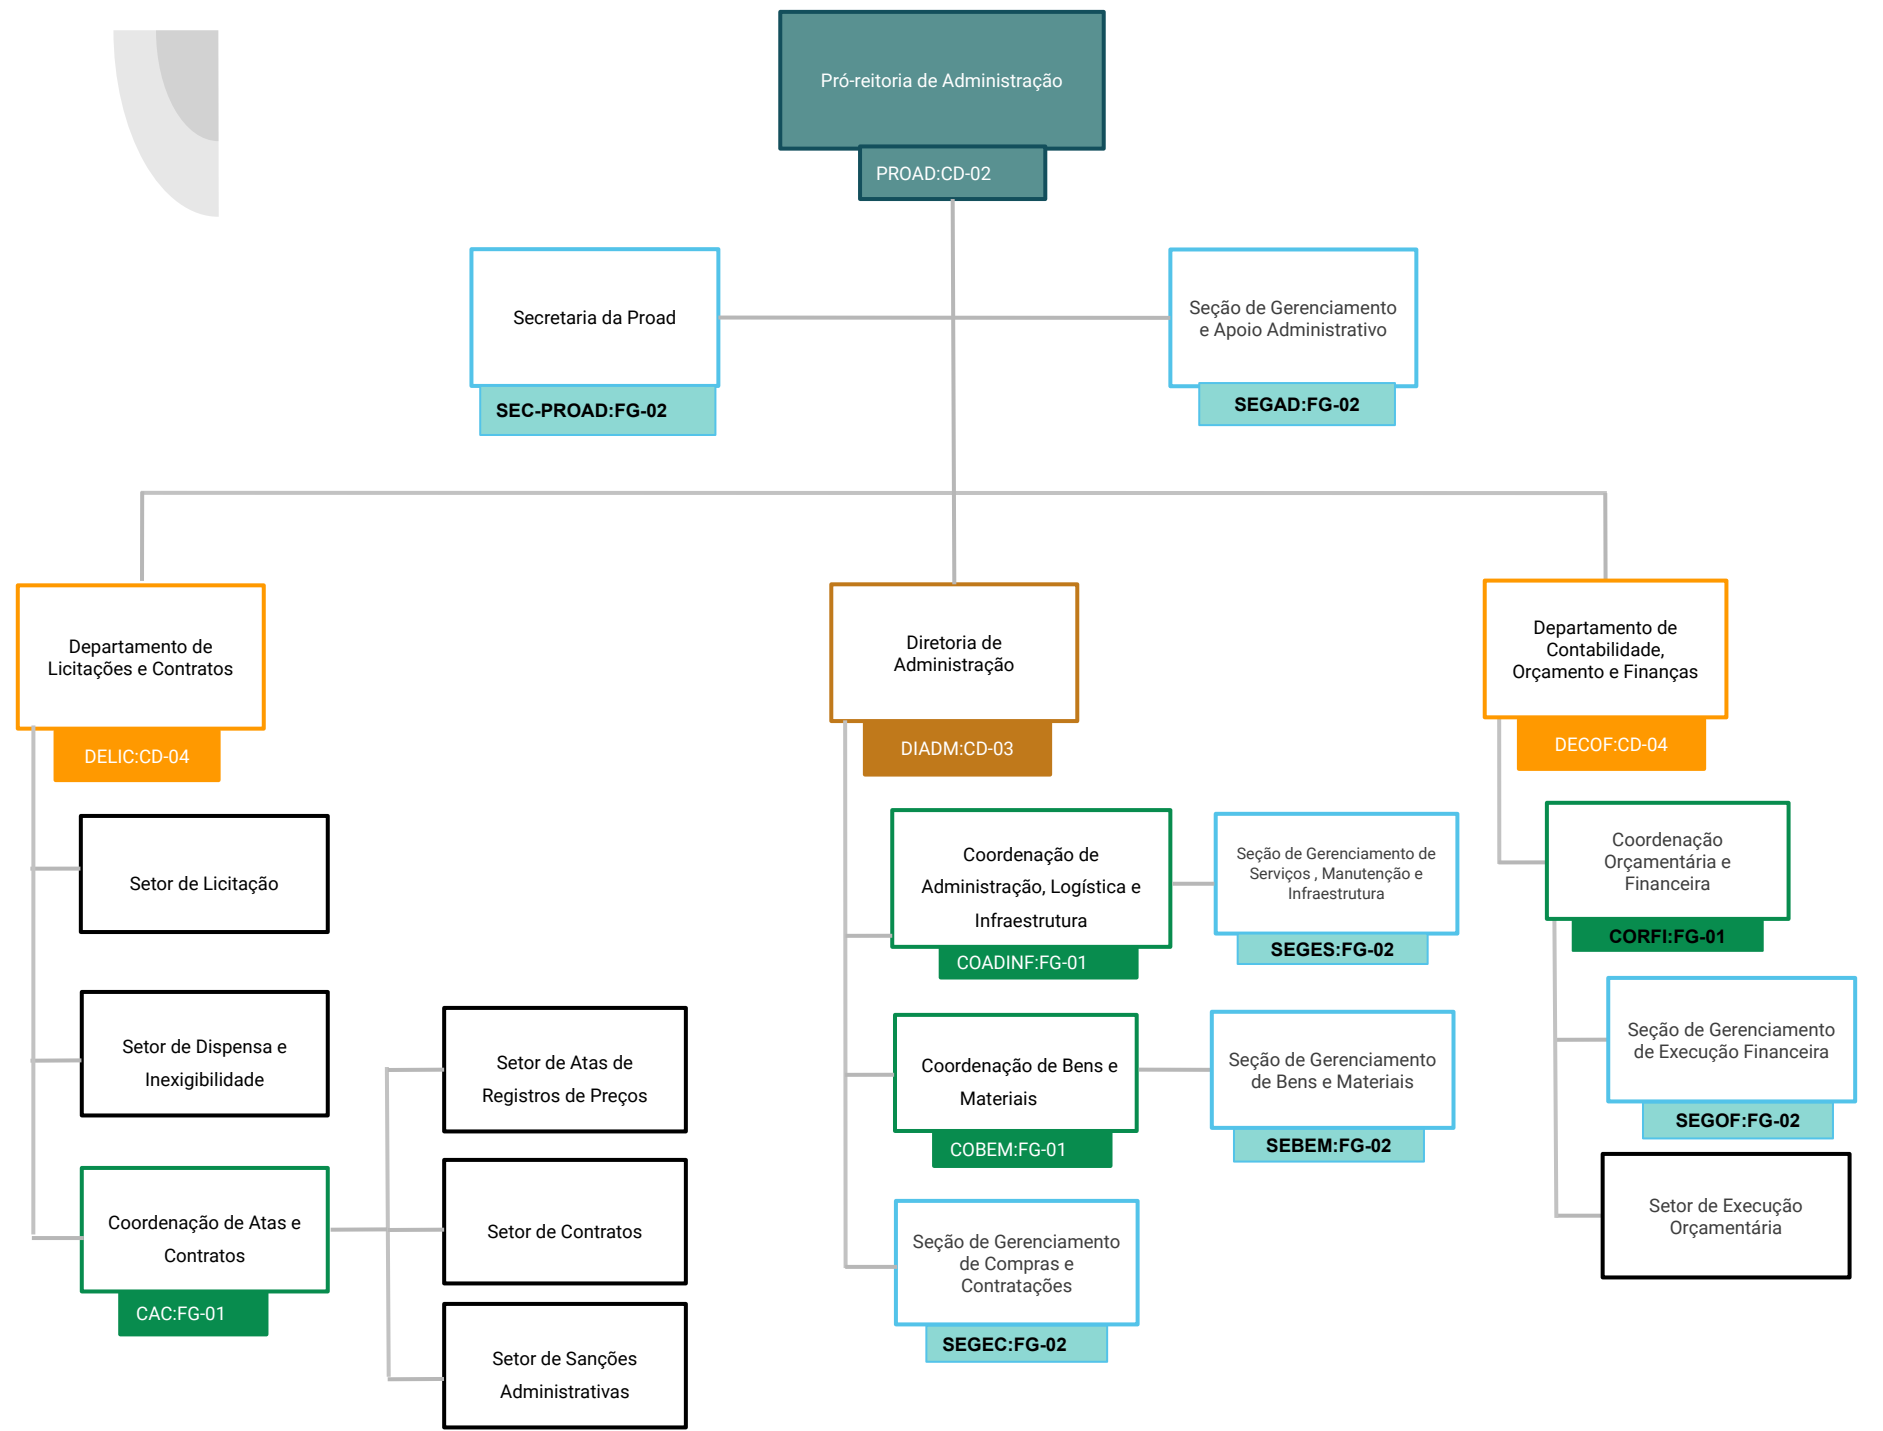 Pró-reitoria de Administração
PROAD:CD-02
Secretaria da Proad
SEC-PROAD:FG-02
Seção de Gerenciamento
e Apoio Administrativo
SEGAD:FG-02
Departamento de
Licitações e Contratos
DELIC:CD-04
Setor de Licitação
Setor de Dispensa e
Inexigibilidade
Coordenação de Atas e
Contratos
CAC:FG-01
Setor de Atas de
Registros de Preços
Setor de Contratos
Setor de Sanções
Administrativas
Diretoria de
Administração
DIADM:CD-03
Coordenação de
Administração, Logística e
Infraestrutura
COADINF:FG-01
Seção de Gerenciamento de
Serviços , Manutenção e
Infraestrutura
SEGES:FG-02
Coordenação de Bens e
Materiais
COBEM:FG-01
Seção de Gerenciamento
de Bens e Materiais
SEBEM:FG-02
Seção de Gerenciamento
de Compras e
Contratações
SEGEC:FG-02
Departamento de
Contabilidade,
Orçamento e Finanças
DECOF:CD-04
Coordenação
Orçamentária e
Financeira
CORFI:FG-01
Seção de Gerenciamento
de Execução Financeira
SEGOF:FG-02
Setor de Execução
Orçamentária